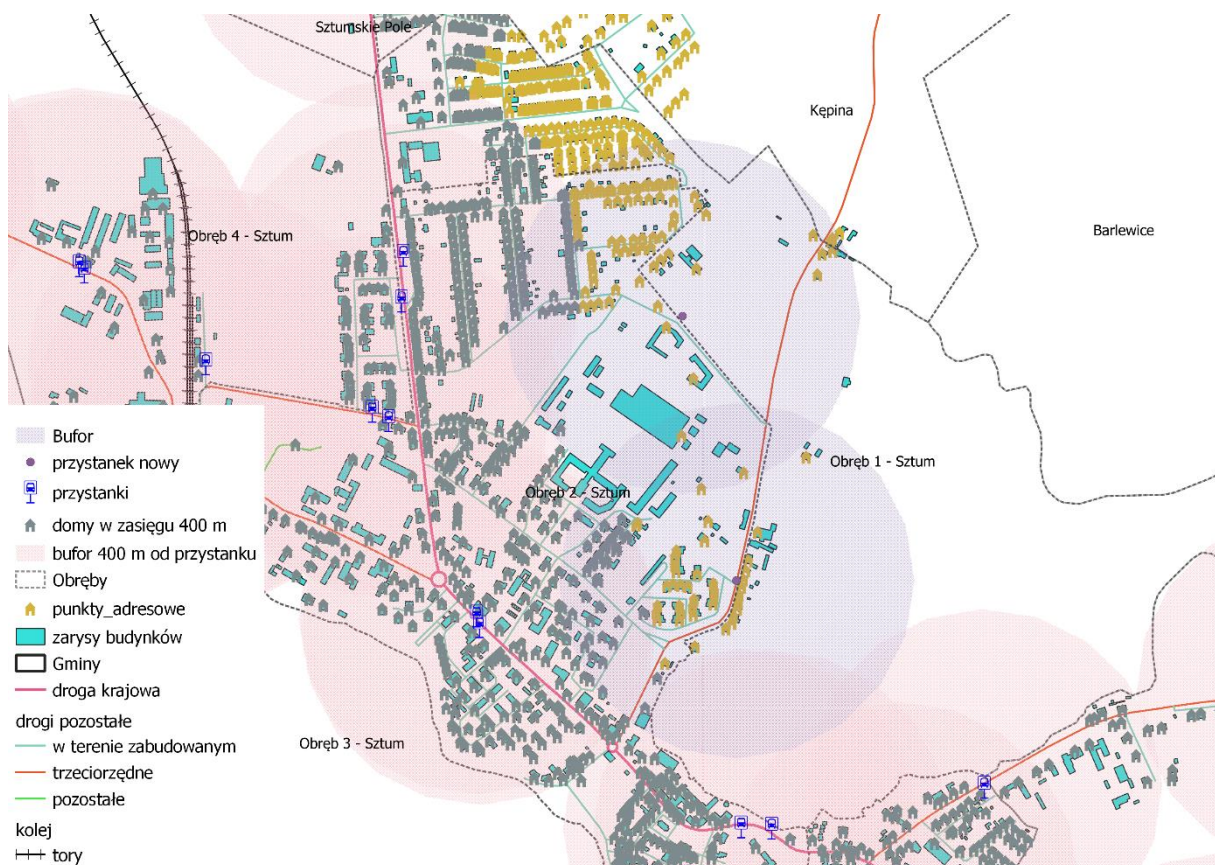 Sztumskie Pole
Kępina
Obręb 4 - Sztum
Barlewice
Obręb 1 - Sztum
Obręb 2 - Sztum
Obręb 3 - Sztum
Bufor
przystanek nowy
przystanki
domy w zasięgu 400 m
bufor 400 m od przystanku
Obręby
punkty_adresowe
zarysy budynków
Gminy
droga krajowa
drogi pozostałe
w terenie zabudowanym
trzeciorzędne
pozostałe
kolej
tory